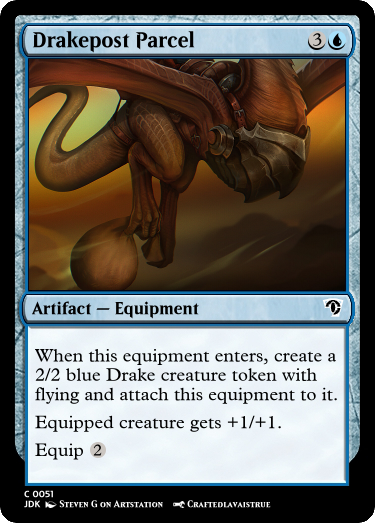 Drakepost Parcel 3
Artifact — Equipment
When this equipment enters, create a
2/2 blue Drake creature token with
flying and attach this equipment to it.
Equipped creature gets +1/+1.
Equip 2
C 0051
JDK Steven G on Artstation Craftedlavaistrue